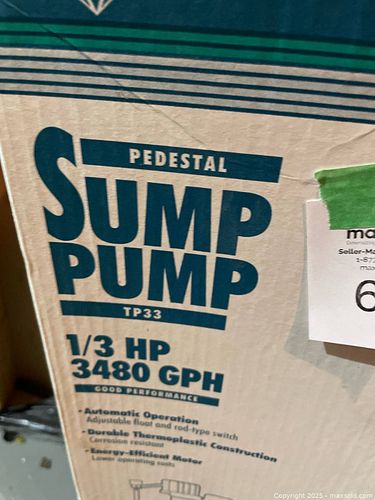 PEDESTAL
SUMP
PUMP
TP33
1/3 HP
3480 GPH
GOOD PERFORMANCE
• Automatic Operation
Adjustable float and rod-type switch
• Durable Thermoplastic Construction
Corrosion resistant
• Energy-Efficient Motor
Lower operating costs
ma
Seller-Ma
1-877
max
6
Copyright 2025 - maxsold.com